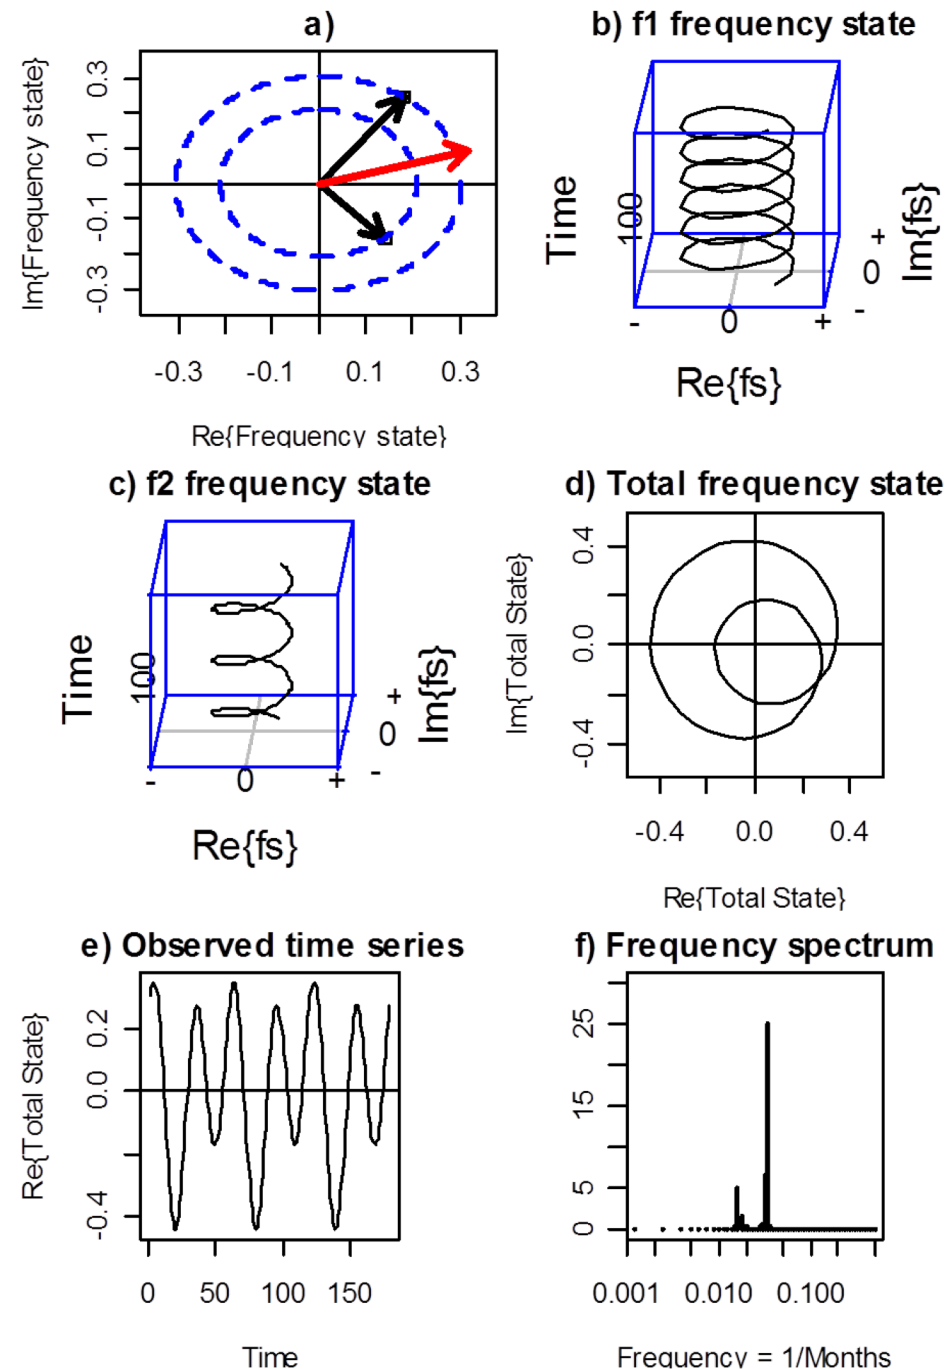 a)
Im{Frequency state}
0.3
0.1
-0.1
-0.3
-0.3 -0.1 0.1 0.3
Re{Frequency state}
b) f1 frequency state
Time
100
- 0 +
+
0
-
Im{fs}
Re{fs}
c) f2 frequency state
Time
100
- 0 +
+
0
-
Im{fs}
Re{fs}
d) Total frequency state
Im{Total State}
0.4
0.0
-0.4
-0.4 0.0 0.4
Re{Total State}
e) Observed time series
Re{Total State}
0.2
0.0
-0.4
0 50 100 150
Time
f) Frequency spectrum
25
15
5
0
0.001 0.010 0.100
Frequency = 1/Months